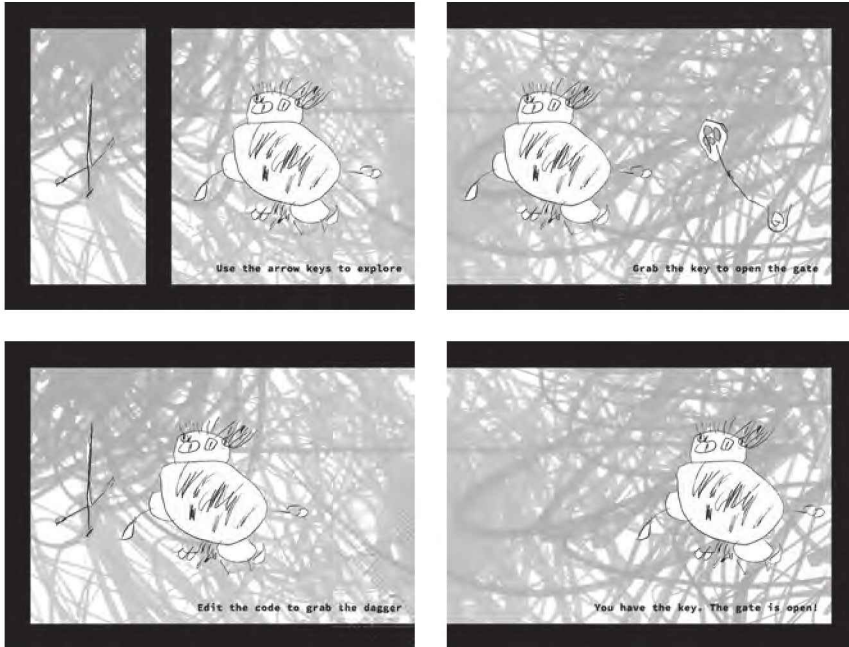 Use the arrow keys to explore
Grab the key to open the gate
Edit the code to grab the dagger
You have the key. The gate is open!